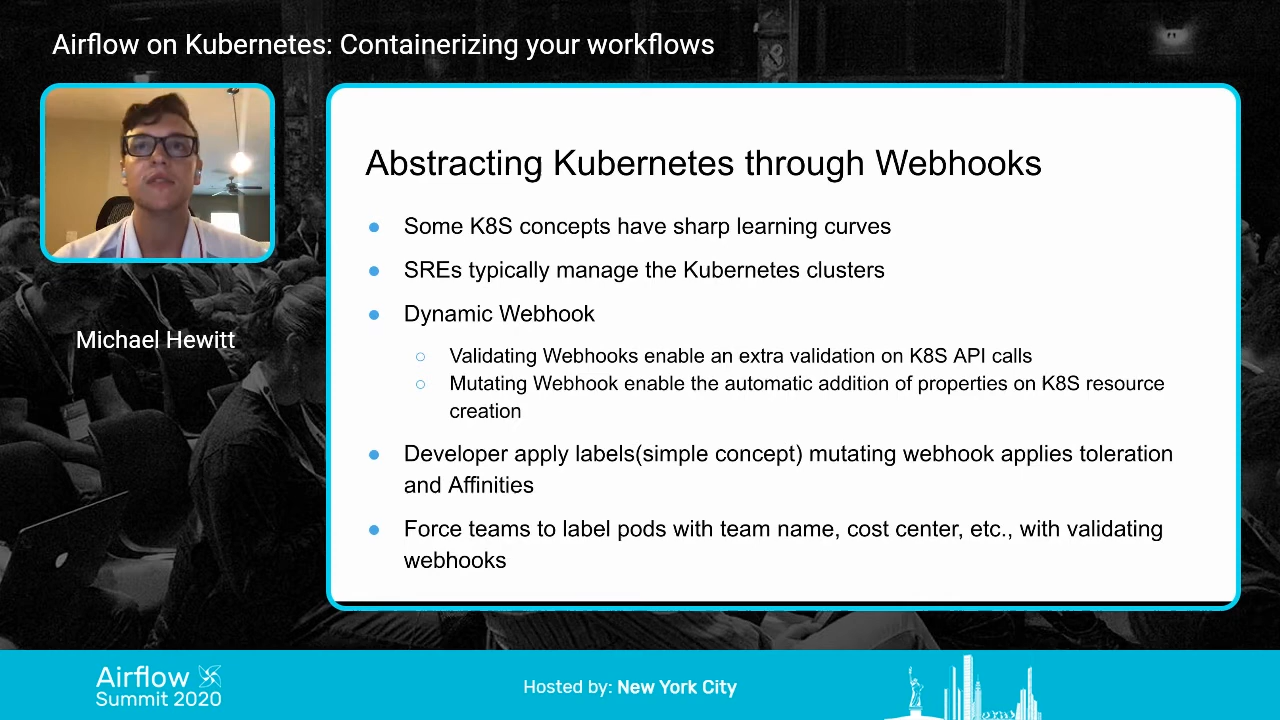 Airflow on Kubernetes: Containerizing your workflows
Abstracting Kubernetes through Webhooks
Some K8S concepts have sharp learning curves
SREs typically manage the Kubernetes clusters
Dynamic Webhook
Validating Webhooks enable an extra validation on K8S API calls
Mutating Webhook enable the automatic addition of properties on K8S resource
creation
Developer apply labels(simple concept) mutating webhook applies toleration
and Affinities
Force teams to label pods with team name, cost center, etc., with validating
webhooks
Michael Hewitt
Airflow
Summit 2020
Hosted by: New York City